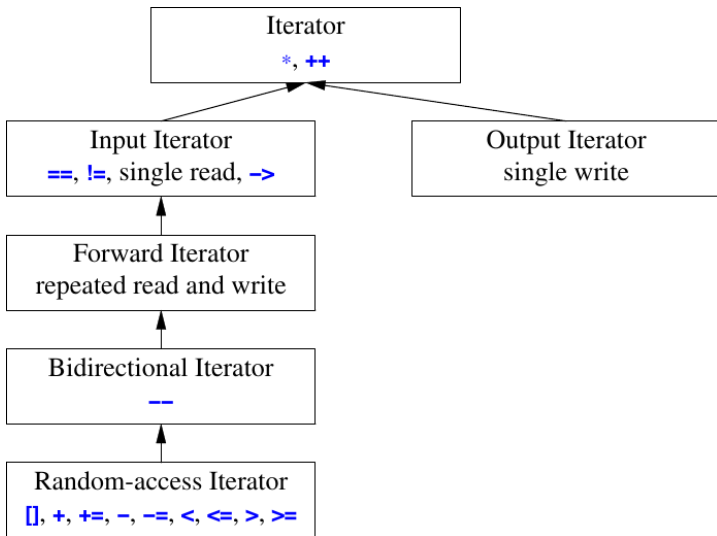 Iterator
*, ++
Input Iterator
==, !=, single read, −>
Output Iterator
single write
Forward Iterator
repeated read and write
Bidirectional Iterator
−−
Random-access Iterator
[], +, +=, −, −=, <, <=, >, >=